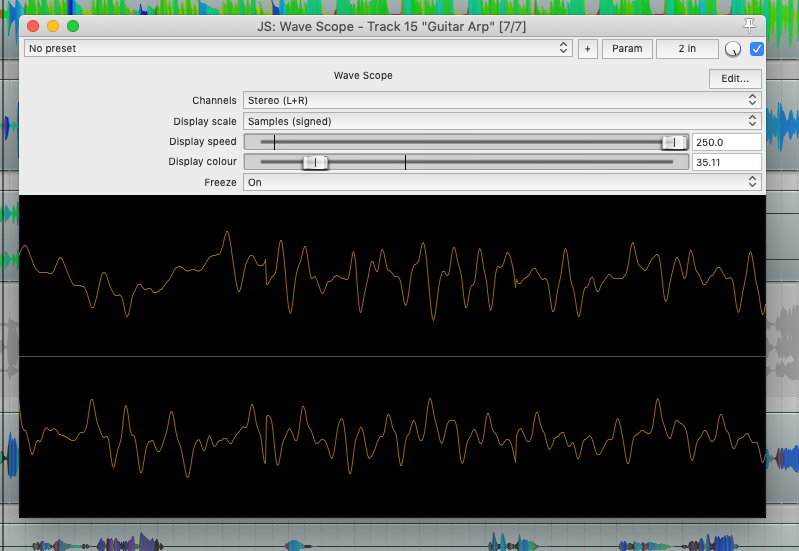 JS: Wave Scope - Track 15 "Guitar Arp" [7/7]
No preset
+
Param
2 in
Wave Scope
Edit...
Channels Stereo (L+R)
Display scale Samples (signed)
Display speed 250.0
Display colour 35.11
Freeze On